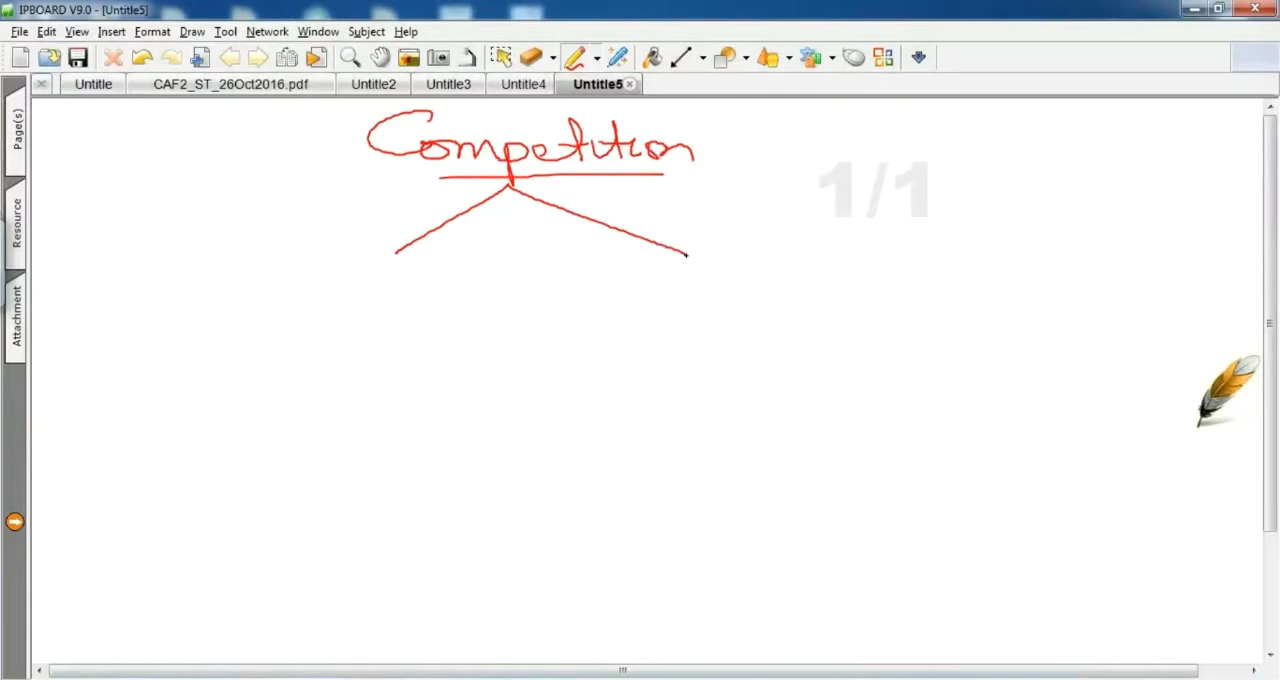 IPBOARD V9.0 - [Untitle5]
File Edit View Insert Format Draw Tool Network Window Subject Help
Untitle CAF2_ST_26Oct2016.pdf Untitle2 Untitle3 Untitle4 Untitle5
Page(s)
Resource
Attachment
Competition
1/1